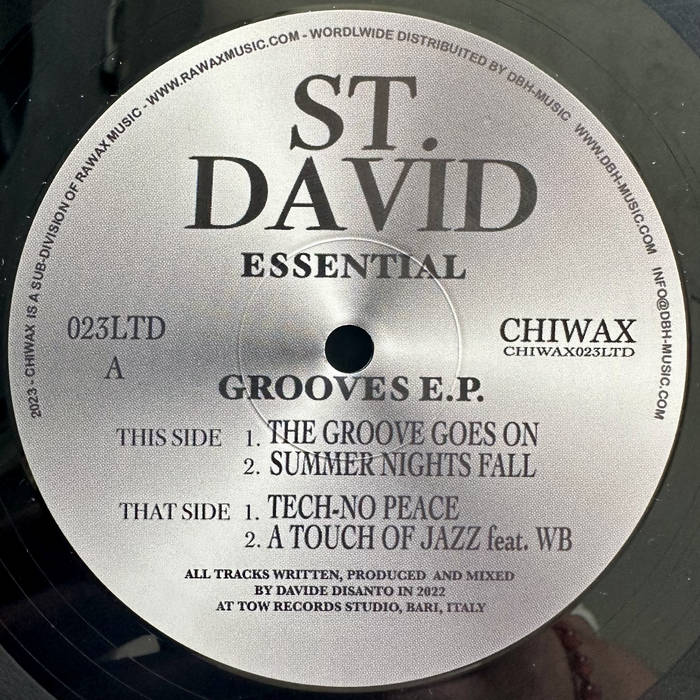 2023 - CHIWAX IS A SUB-DIVISION OF RAWAX MUSIC - WWW.RAWAXMUSIC.COM - WORDLWIDE DISTRIBUITED BY DBH-MUSIC WWW.DBH-MUSIC.COM INFO@DBH-MUSIC.COM
ST.
DAVID
ESSENTIAL
023LTD
A
CHIWAX
CHIWAX023LTD
GROOVES E.P.
THIS SIDE 1. THE GROOVE GOES ON
2. SUMMER NIGHTS FALL
THAT SIDE 1. TECH-NO PEACE
2. A TOUCH OF JAZZ feat. WB
ALL TRACKS WRITTEN, PRODUCED AND MIXED
BY DAVIDE DISANTO IN 2022
AT TOW RECORDS STUDIO, BARI, ITALY